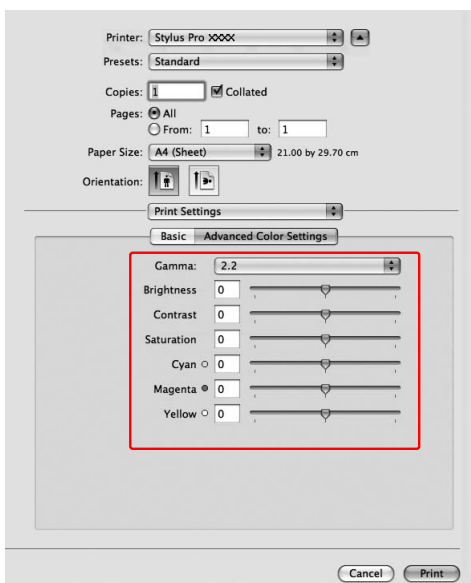 Printer: Stylus Pro XXXX
Presets: Standard
Copies: 1 Collated
Pages: All
From: 1 to: 1
Paper Size: A4 (Sheet) 21.00 by 29.70 cm
Orientation:
Print Settings
Basic Advanced Color Settings
Gamma: 2.2
Brightness 0
Contrast 0
Saturation 0
Cyan 0
Magenta 0
Yellow 0
Cancel Print